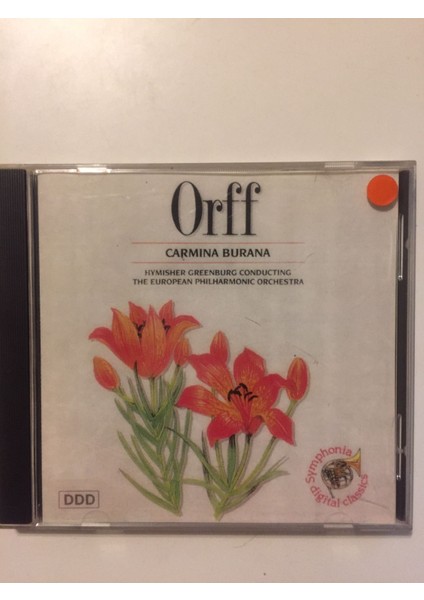 Orff
CARMINA BURANA
HYMISHER GREENBURG CONDUCTING
THE EUROPEAN PHILHARMONIC ORCHESTRA
Symphonia
digital·classics
DDD